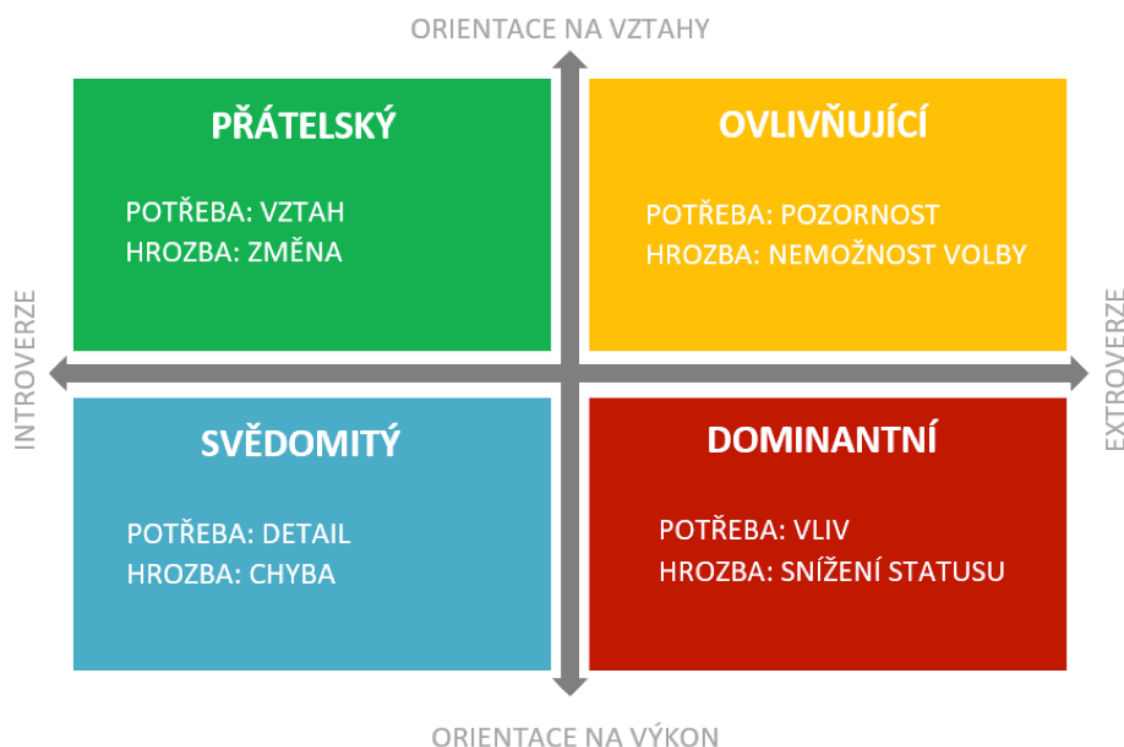 ORIENTACE NA VZTAHY
PŘÁTELSKÝ
POTŘEBA: VZTAH
HROZBA: ZMĚNA
OVLIVŇUJÍCÍ
POTŘEBA: POZORNOST
HROZBA: NEMOŽNOST VOLBY
INTROVERZE
EXTROVERZE
SVĚDOMITÝ
POTŘEBA: DETAIL
HROZBA: CHYBA
DOMINANTNÍ
POTŘEBA: VLIV
HROZBA: SNÍŽENÍ STATUSU
ORIENTACE NA VÝKON